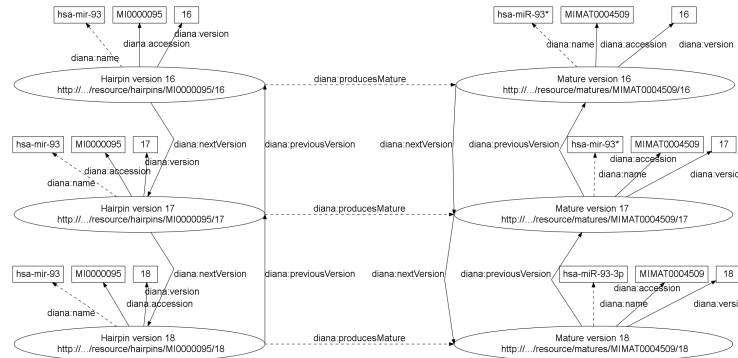 hsa-mir-93 MI0000095 16
diana:name diana:accession diana:version
Hairpin version 16
http://.../resource/hairpins/MI0000095/16
hsa-miR-93* MIMAT0004509 16
diana:name diana:accession diana:version
Mature version 16
http://.../resource/matures/MIMAT0004509/16
diana:producesMature
diana:nextVersion diana:previousVersion diana:nextVersion diana:previousVersion
hsa-mir-93 MI0000095 17
diana:name diana:accession diana:version
Hairpin version 17
http://.../resource/hairpins/MI0000095/17
hsa-mir-93* MIMAT0004509 17
diana:name diana:accession diana:versio
Mature version 17
http://.../resource/matures/MIMAT0004509/17
diana:producesMature
diana:nextVersion diana:previousVersion diana:nextVersion diana:previousVersion
hsa-mir-93 MI0000095 18
diana:name diana:accession diana:version
Hairpin version 18
http://.../resource/hairpins/MI0000095/18
hsa-miR-93-3p MIMAT0004509 18
diana:name diana:accession diana:versi
Mature version 18
http://.../resource/matures/MIMAT0004509/18
diana:producesMature